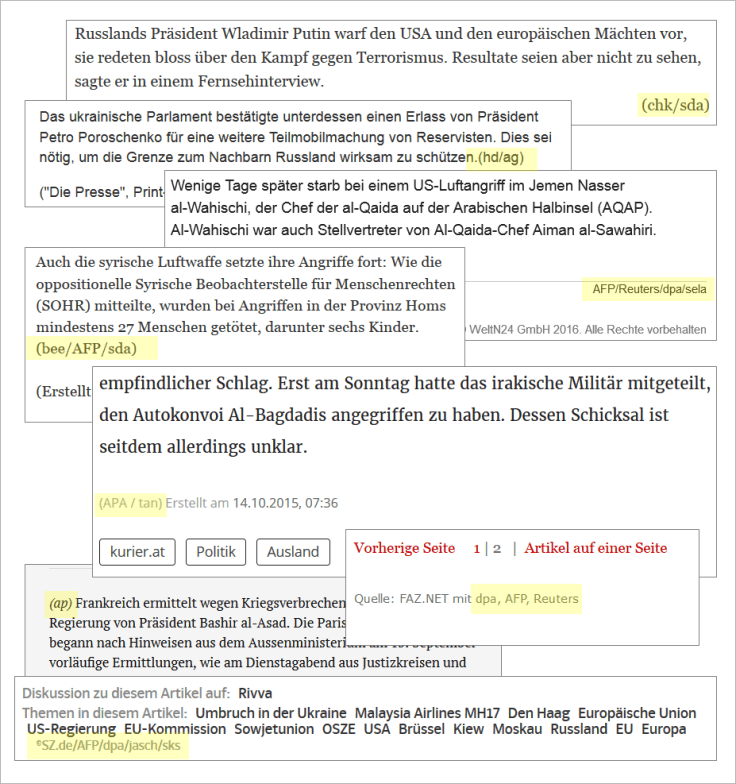 Russlands Präsident Wladimir Putin warf den USA und den europäischen Mächten vor,
sie redeten bloss über den Kampf gegen Terrorismus. Resultate seien aber nicht zu sehen,
sagte er in einem Fernsehinterview.
(chk/sda)
Das ukrainische Parlament bestätigte unterdessen einen Erlass von Präsident
Petro Poroschenko für eine weitere Teilmobilmachung von Reservisten. Dies sei
nötig, um die Grenze zum Nachbarn Russland wirksam zu schützen.(hd/ag)
("Die Presse", Print-
Wenige Tage später starb bei einem US-Luftangriff im Jemen Nasser
al-Wahischi, der Chef der al-Qaida auf der Arabischen Halbinsel (AQAP).
Al-Wahischi war auch Stellvertreter von Al-Qaida-Chef Aiman al-Sawahiri.
AFP/Reuters/dpa/sela
WeltN24 GmbH 2016. Alle Rechte vorbehalten
Auch die syrische Luftwaffe setzte ihre Angriffe fort: Wie die
oppositionelle Syrische Beobachterstelle für Menschenrechten
(SOHR) mitteilte, wurden bei Angriffen in der Provinz Homs
mindestens 27 Menschen getötet, darunter sechs Kinder.
(bee/AFP/sda)
(Erstellt
empfindlicher Schlag. Erst am Sonntag hatte das irakische Militär mitgeteilt,
den Autokonvoi Al-Bagdadis angegriffen zu haben. Dessen Schicksal ist
seitdem allerdings unklar.
(APA / tan) Erstellt am 14.10.2015, 07:36
kurier.at Politik Ausland
Vorherige Seite 1 | 2 | Artikel auf einer Seite
Quelle: FAZ.NET mit dpa, AFP, Reuters
(ap) Frankreich ermittelt wegen Kriegsverbrechen
Regierung von Präsident Bashir al-Asad. Die Paris
begann nach Hinweisen aus dem Aussenministerium am 10. September
vorläufige Ermittlungen, wie am Dienstagabend aus Justizkreisen und
Diskussion zu diesem Artikel auf: Rivva
Themen in diesem Artikel: Umbruch in der Ukraine Malaysia Airlines MH17 Den Haag Europäische Union
US-Regierung EU-Kommission Sowjetunion OSZE USA Brüssel Kiew Moskau Russland EU Europa
©SZ.de/AFP/dpa/jasch/sks